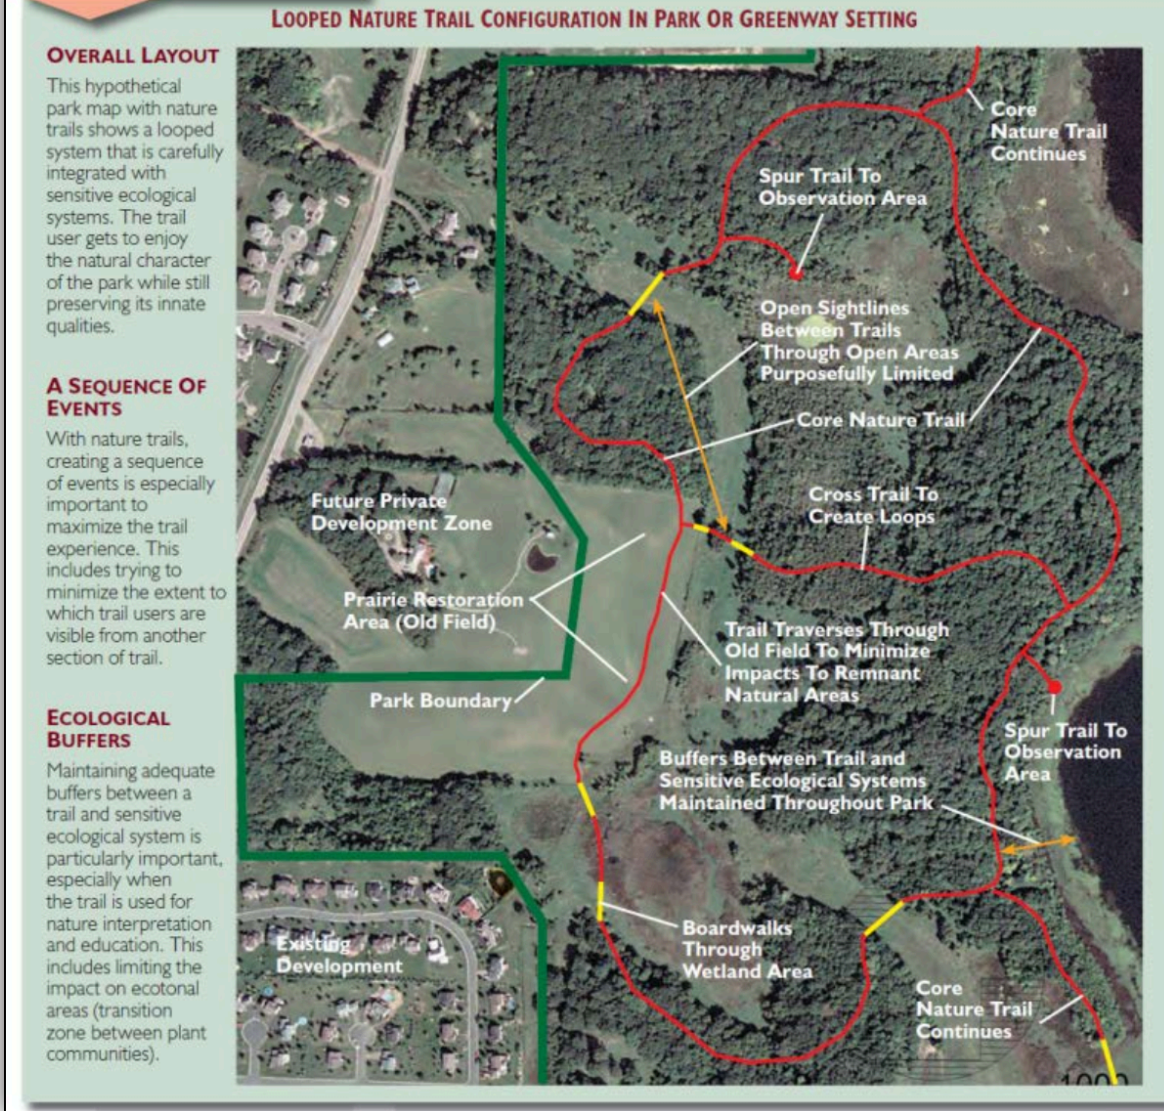 LOOPED NATURE TRAIL CONFIGURATION IN PARK OR GREENWAY SETTING
OVERALL LAYOUT
This hypothetical
park map with nature
trails shows a looped
system that is carefully
integrated with
sensitive ecological
systems. The trail
user gets to enjoy
the natural character
of the park while still
preserving its innate
qualities.
A SEQUENCE OF
EVENTS
With nature trails,
creating a sequence
of events is especially
important to
maximize the trail
experience. This
includes trying to
minimize the extent to
which trail users are
visible from another
section of trail.
ECOLOGICAL
BUFFERS
Maintaining adequate
buffers between a
trail and sensitive
ecological system is
particularly important,
especially when
the trail is used for
nature interpretation
and education. This
includes limiting the
impact on ecotonal
areas (transition
zone between plant
communities).
Core
Nature Trail
Continues
Spur Trail To
Observation Area
Open Sightlines
Between Trails
Through Open Areas
Purposefully Limited
Core Nature Trail
Cross Trail To
Create Loops
Future Private
Development Zone
Prairie Restoration
Area (Old Field)
Trail Traverses Through
Old Field To Minimize
Impacts To Remnant
Natural Areas
Park Boundary
Spur Trail To
Observation
Area
Buffers Between Trail and
Sensitive Ecological Systems
Maintained Throughout Park
Boardwalks
Through
Wetland Area
Existing
Development
Core
Nature Trail
Continues